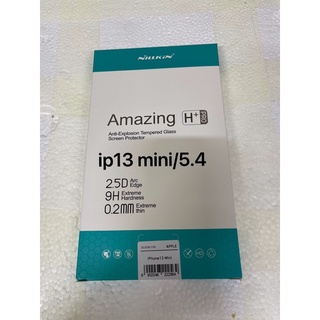 NILLKIN
Amazing H+ PRO
Anti-Explosion Tempered Glass
Screen Protector
ip13 mini/5.4
2.5D Arc Edge
9H Extreme Hardness
0.2mm Extreme thin
APPLE
iPhone13 Mini